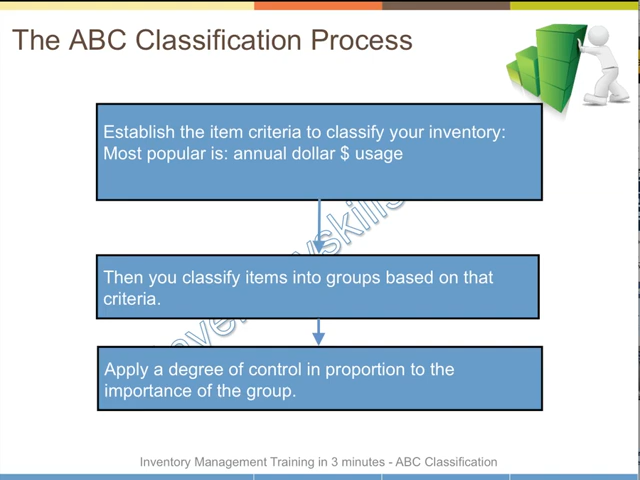 The ABC Classification Process
Establish the item criteria to classify your inventory:
Most popular is: annual dollar $ usage
Then you classify items into groups based on that
criteria.
Apply a degree of control in proportion to the
importance of the group.
Inventory Management Training in 3 minutes - ABC Classification